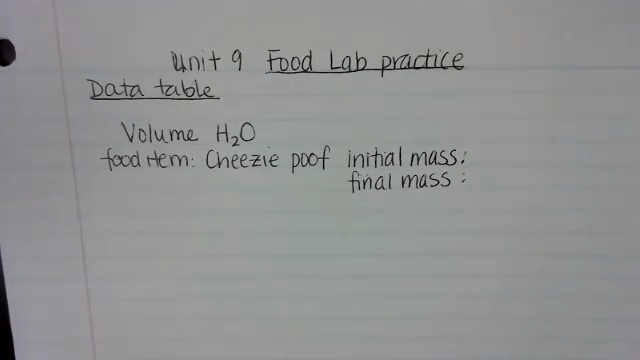 Unit 9 Food Lab practice
Data table
Volume H₂O
food item: Cheezie poof initial mass:
final mass: